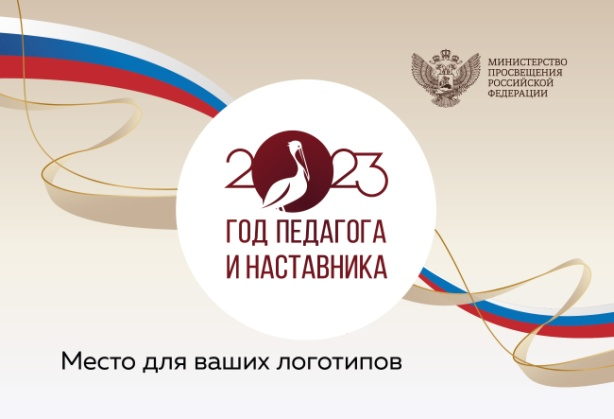 МИНИСТЕРСТВО
ПРОСВЕЩЕНИЯ
РОССИЙСКОЙ
ФЕДЕРАЦИИ
2023
ГОД ПЕДАГОГА
И НАСТАВНИКА
Место для ваших логотипов